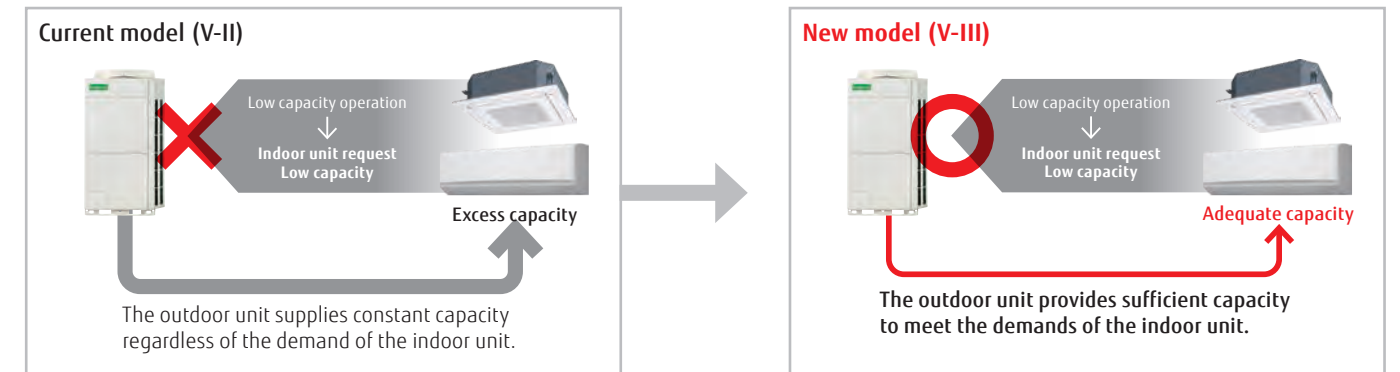 Current model (V-II)
Low capacity operation
Indoor unit request
Low capacity
Excess capacity
The outdoor unit supplies constant capacity
regardless of the demand of the indoor unit.
New model (V-III)
Low capacity operation
Indoor unit request
Low capacity
Adequate capacity
The outdoor unit provides sufficient capacity
to meet the demands of the indoor unit.